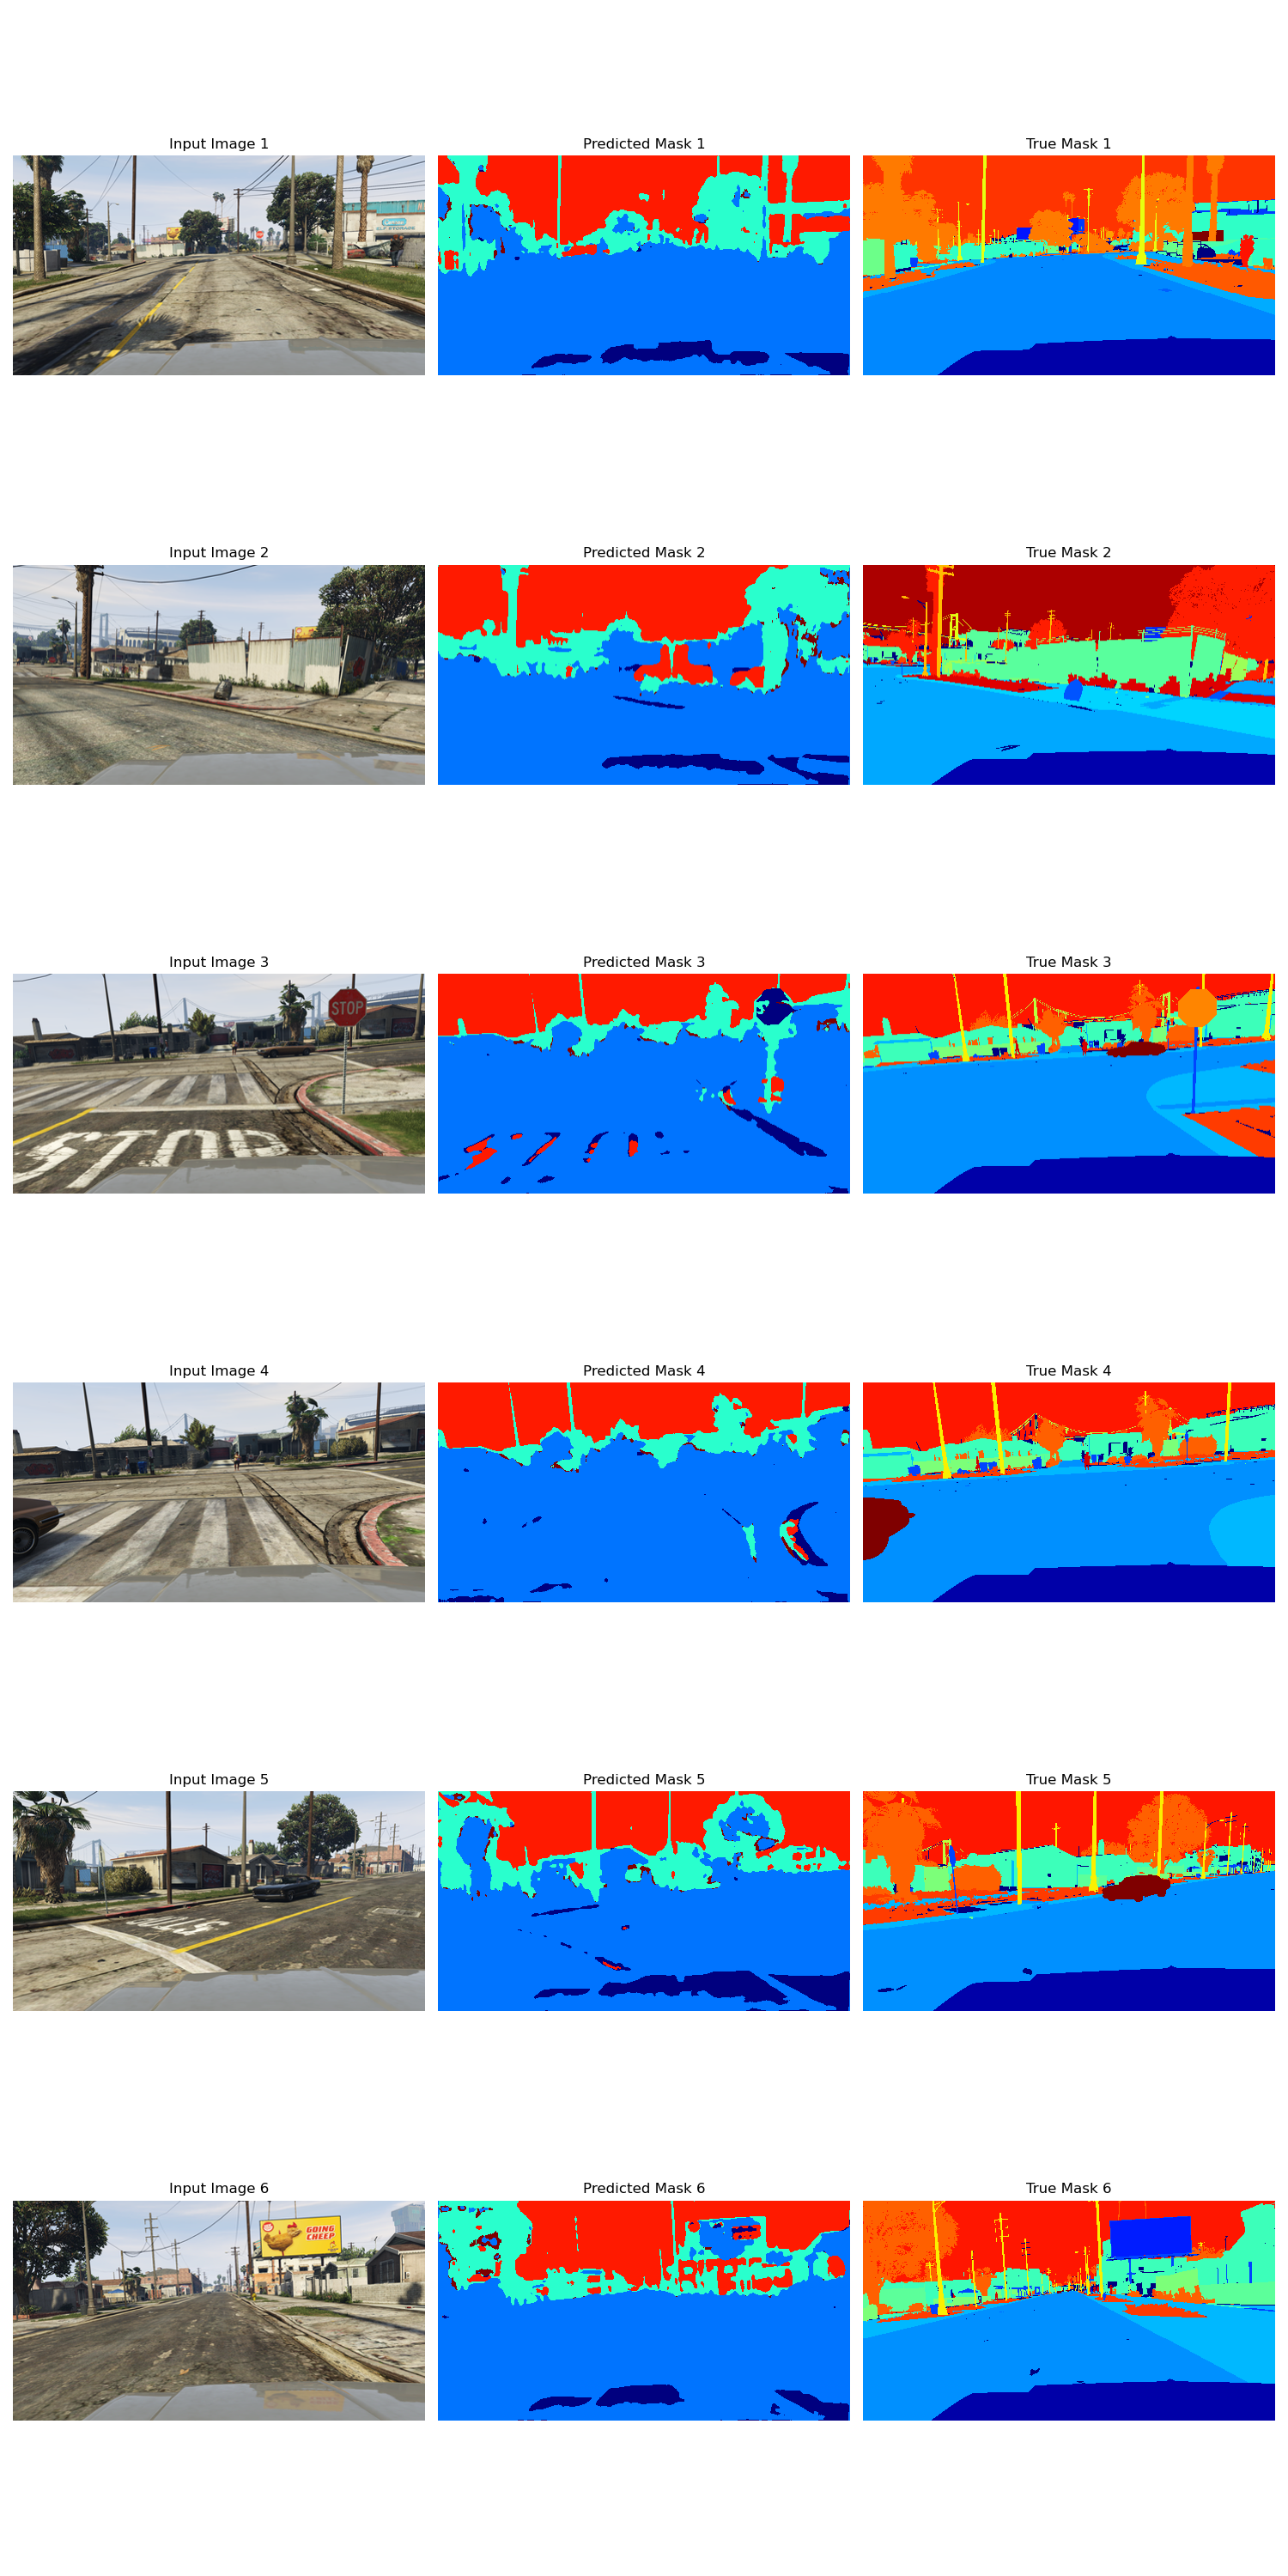 Input Image 1
Predicted Mask 1
True Mask 1
Input Image 2
Predicted Mask 2
True Mask 2
Input Image 3
Predicted Mask 3
True Mask 3
STOP
STOP
Input Image 4
Predicted Mask 4
True Mask 4
Input Image 5
Predicted Mask 5
True Mask 5
Input Image 6
Predicted Mask 6
True Mask 6
GOING
CHEEP